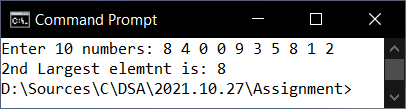 Command Prompt
Enter 10 numbers: 8 4 0 0 9 3 5 8 1 2
2nd Largest elemtnt is: 8
D:\Sources\C\DSA\2021.10.27\Assignment>